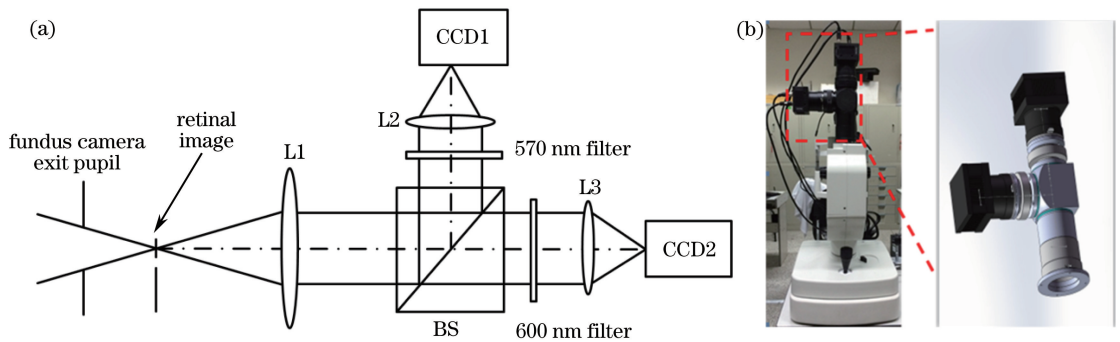 (a)
CCD1
(b)
retinal
image
L2
fundus camera
exit pupil
L1
570 nm filter
L3
CCD2
BS
600 nm filter